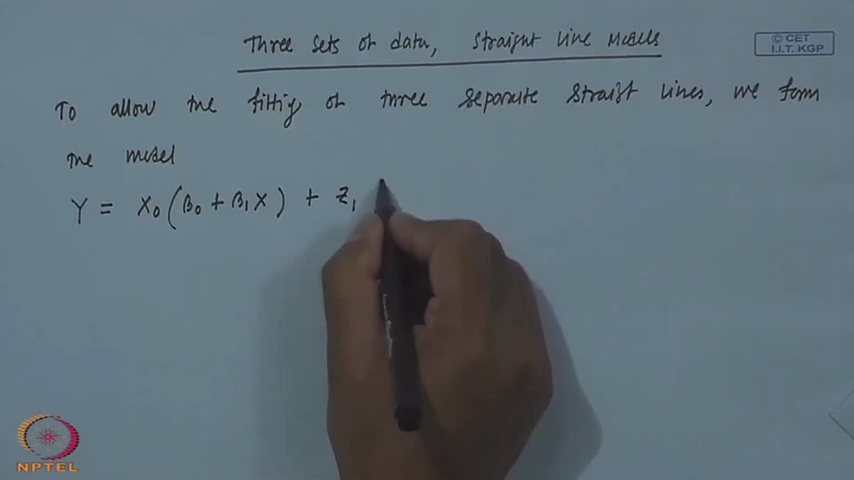 Three sets of data, straight line models
© CET
I.I.T. KGP
To allow the fitting of three separate straight lines, we form
the model
Y = X₀(β₀ + β₁X) + Z₁
NPTEL